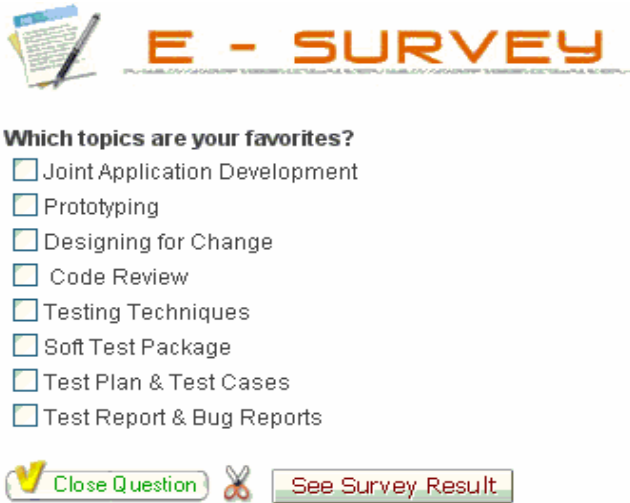 E - SURVEY
Which topics are your favorites?
Joint Application Development
Prototyping
Designing for Change
Code Review
Testing Techniques
Soft Test Package
Test Plan & Test Cases
Test Report & Bug Reports
Close Question See Survey Result